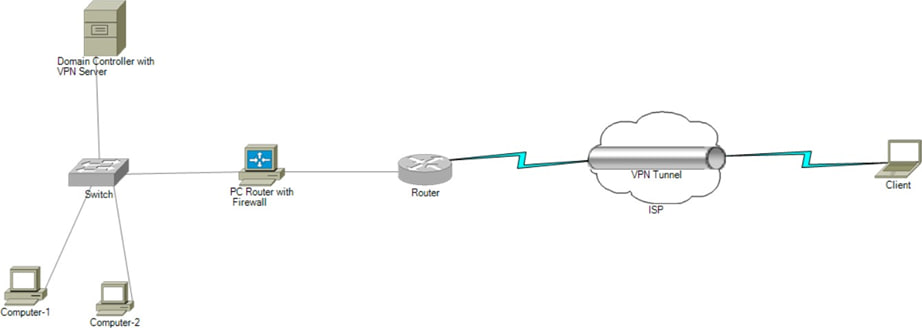 Domain Controller with
VPN Server
Switch
PC Router with
Firewall
Router
VPN Tunnel
ISP
Client
Computer-1
Computer-2